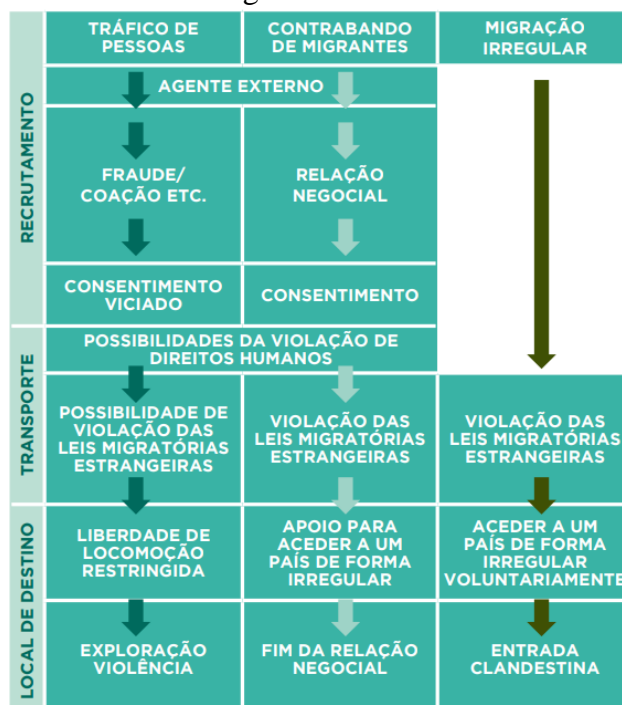 TRÁFICO DE
PESSOAS
CONTRABANDO
DE MIGRANTES
MIGRAÇÃO
IRREGULAR
RECRUTAMENTO
AGENTE EXTERNO
FRAUDE/
COAÇÃO ETC.
RELAÇÃO
NEGOCIAL
CONSENTIMENTO
VICIADO
CONSENTIMENTO
TRANSPORTE
POSSIBILIDADES DA VIOLAÇÃO DE
DIREITOS HUMANOS
POSSIBILIDADE DE
VIOLAÇÃO DAS
LEIS MIGRATÓRIAS
ESTRANGEIRAS
VIOLAÇÃO DAS
LEIS MIGRATÓRIAS
ESTRANGEIRAS
VIOLAÇÃO DAS
LEIS MIGRATÓRIAS
ESTRANGEIRAS
LOCAL DE DESTINO
LIBERDADE DE
LOCOMOÇÃO
RESTRINGIDA
APOIO PARA
ACEDER A UM
PAÍS DE FORMA
IRREGULAR
ACEDER A UM
PAÍS DE FORMA
IRREGULAR
VOLUNTARIAMENTE
EXPLORAÇÃO
VIOLÊNCIA
FIM DA RELAÇÃO
NEGOCIAL
ENTRADA
CLANDESTINA